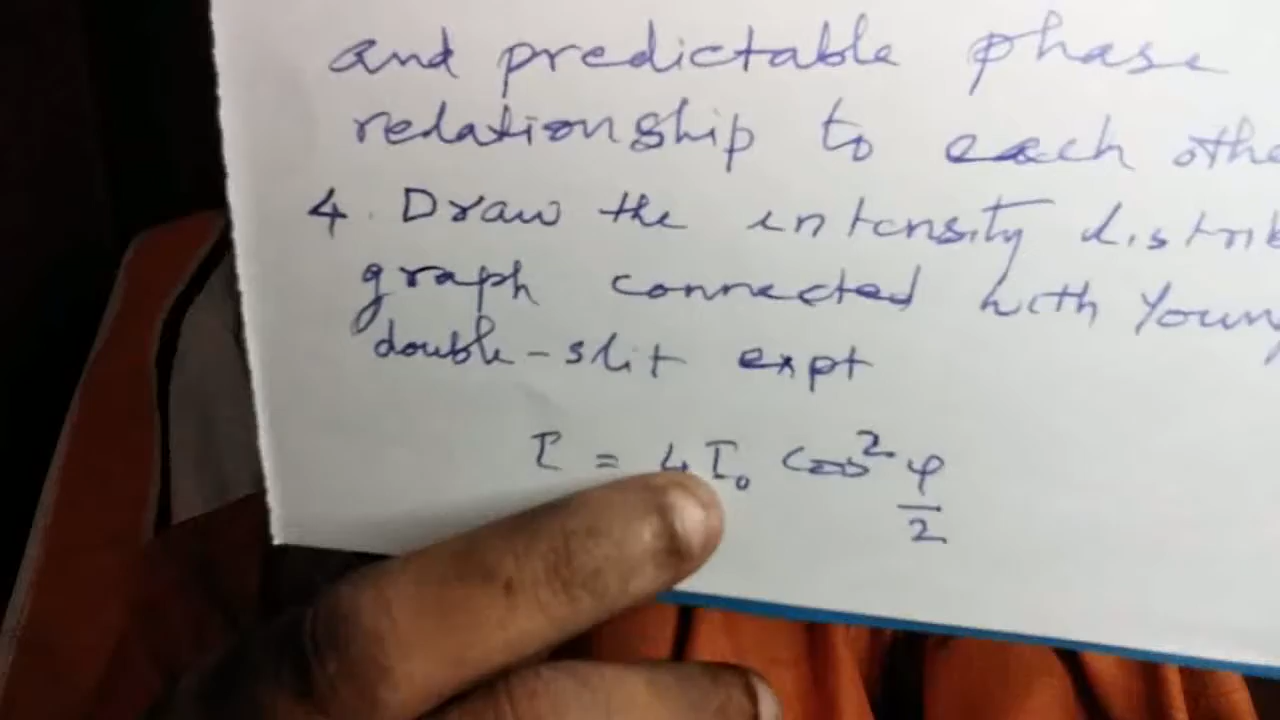 and predictable phase
relationship to each othe
4. Draw the intensity distrib
graph connected with Young
double-slit expt
I = 4I₀ cos² φ/2